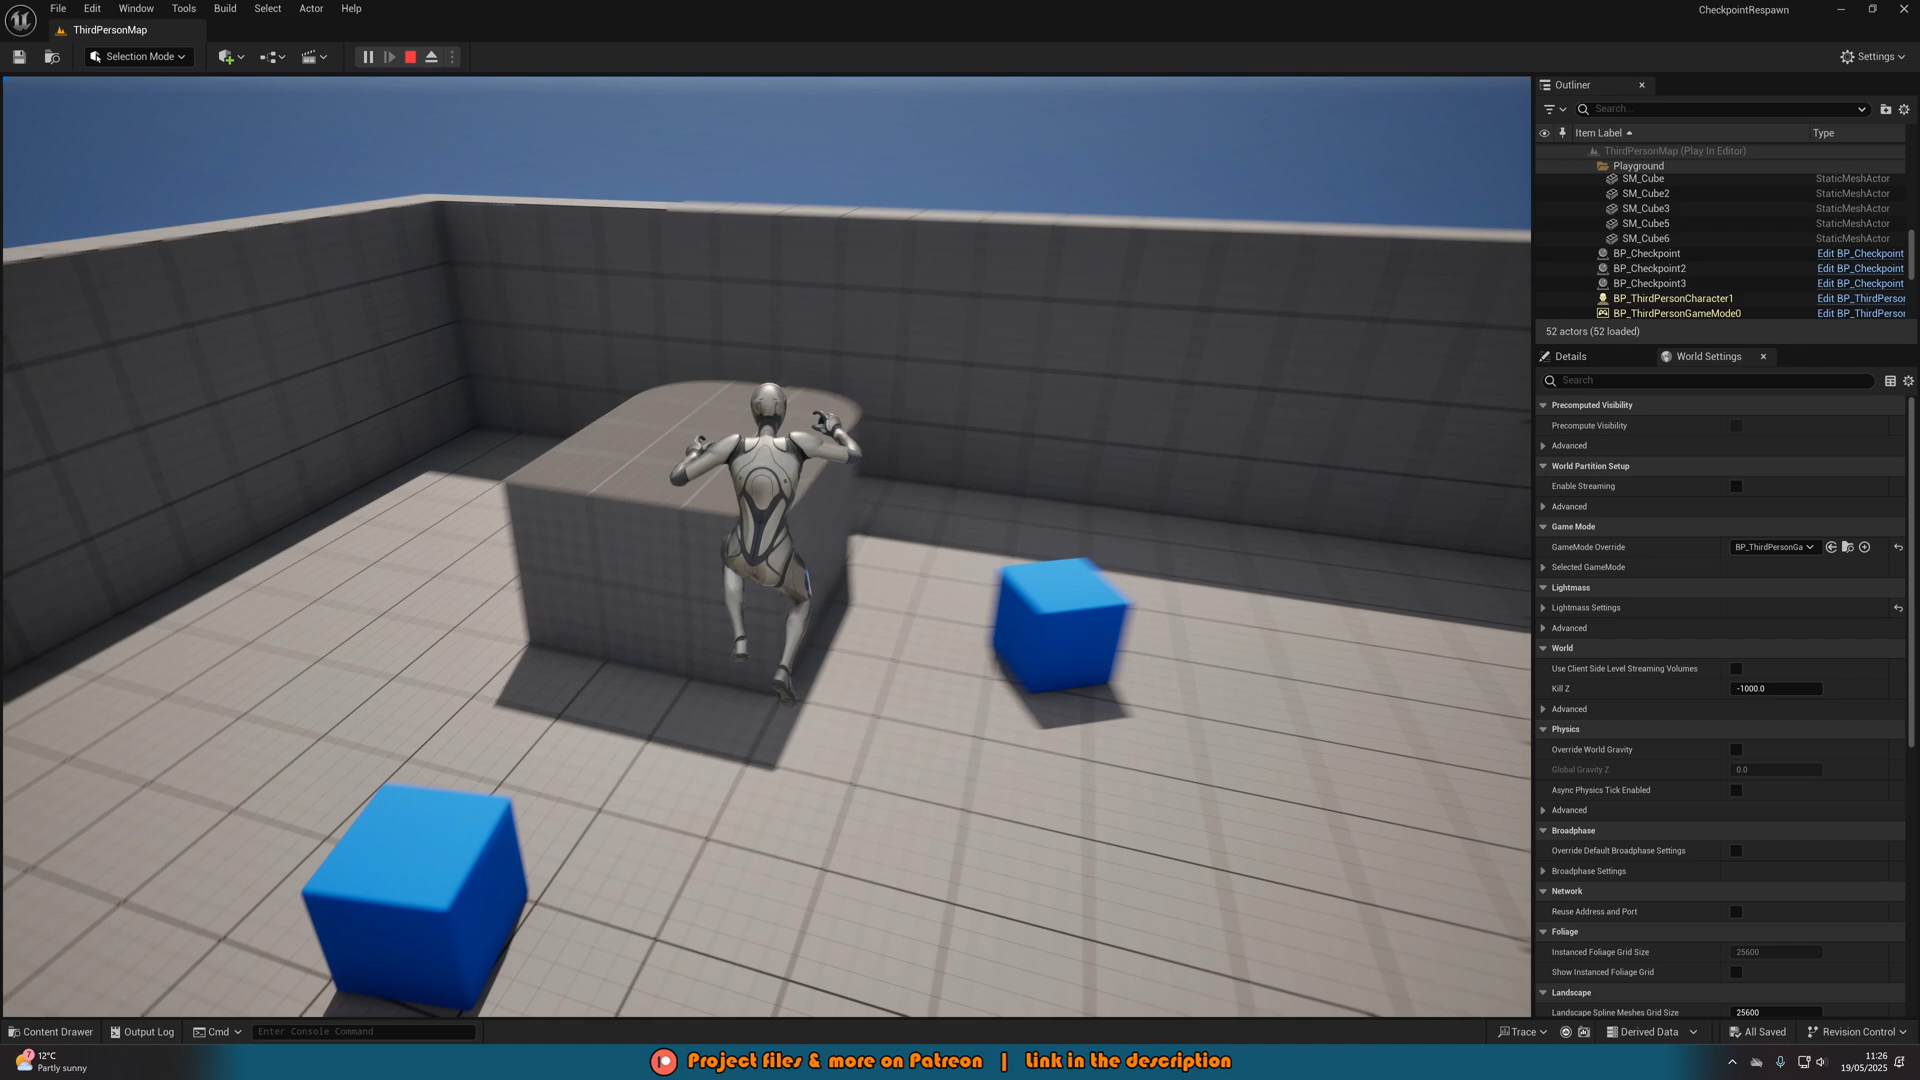 File Edit Window Tools Build Select Actor Help
CheckpointRespawn
ThirdPersonMap
Selection Mode
Settings
Outliner
Search...
Item Label Type
ThirdPersonMap (Play In Editor)
Playground
SM_Cube StaticMeshActor
SM_Cube2 StaticMeshActor
SM_Cube3 StaticMeshActor
SM_Cube5 StaticMeshActor
SM_Cube6 StaticMeshActor
BP_Checkpoint Edit BP_Checkpoint
BP_Checkpoint2 Edit BP_Checkpoint
BP_Checkpoint3 Edit BP_Checkpoint
BP_ThirdPersonCharacter1 Edit BP_ThirdPerson
BP_ThirdPersonGameMode0 Edit BP_ThirdPerson
52 actors (52 loaded)
Details World Settings
Search
Precomputed Visibility
Precompute Visibility
Advanced
World Partition Setup
Enable Streaming
Advanced
Game Mode
GameMode Override BP_ThirdPersonGa
Selected GameMode
Lightmass
Lightmass Settings
Advanced
World
Use Client Side Level Streaming Volumes
Kill Z -1000.0
Advanced
Physics
Override World Gravity
Global Gravity Z 0.0
Async Physics Tick Enabled
Advanced
Broadphase
Override Default Broadphase Settings
Broadphase Settings
Network
Reuse Address and Port
Foliage
Instanced Foliage Grid Size 25600
Show Instanced Foliage Grid
Landscape
Landscape Spline Meshes Grid Size 25600
Content Drawer Output Log Cmd Enter Console Command
Trace Derived Data All Saved Revision Control
7
12°C
Partly sunny
Project files & more on Patreon | Link in the description
11:26
19/05/2025